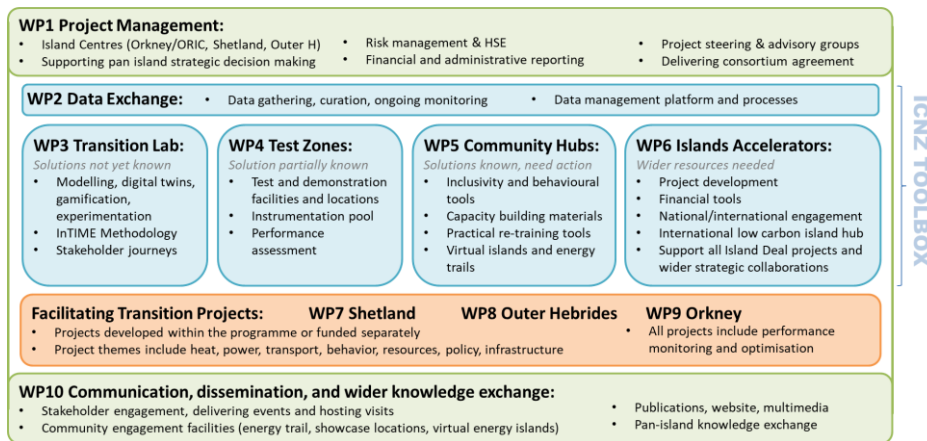 WP1 Project Management:
• Island Centres (Orkney/ORIC, Shetland, Outer H)
• Supporting pan island strategic decision making
• Risk management & HSE
• Financial and administrative reporting
• Project steering & advisory groups
• Delivering consortium agreement
WP2 Data Exchange:
• Data gathering, curation, ongoing monitoring
• Data management platform and processes
WP3 Transition Lab:
Solutions not yet known
• Modelling, digital twins,
gamification,
experimentation
• InTIME Methodology
• Stakeholder journeys
WP4 Test Zones:
Solution partially known
• Test and demonstration
facilities and locations
• Instrumentation pool
• Performance
assessment
WP5 Community Hubs:
Solutions known, need action
• Inclusivity and behavioural
tools
• Capacity building materials
• Practical re-training tools
• Virtual islands and energy
trails
WP6 Islands Accelerators:
Wider resources needed
• Project development
• Financial tools
• National/international engagement
• International low carbon island hub
• Support all Island Deal projects and
wider strategic collaborations
ICNZ TOOLBOX
Facilitating Transition Projects: WP7 Shetland WP8 Outer Hebrides WP9 Orkney
• Projects developed within the programme or funded separately
• Project themes include heat, power, transport, behavior, resources, policy, infrastructure
• All projects include performance
monitoring and optimisation
WP10 Communication, dissemination, and wider knowledge exchange:
• Stakeholder engagement, delivering events and hosting visits
• Community engagement facilities (energy trail, showcase locations, virtual energy islands)
• Publications, website, multimedia
• Pan-island knowledge exchange